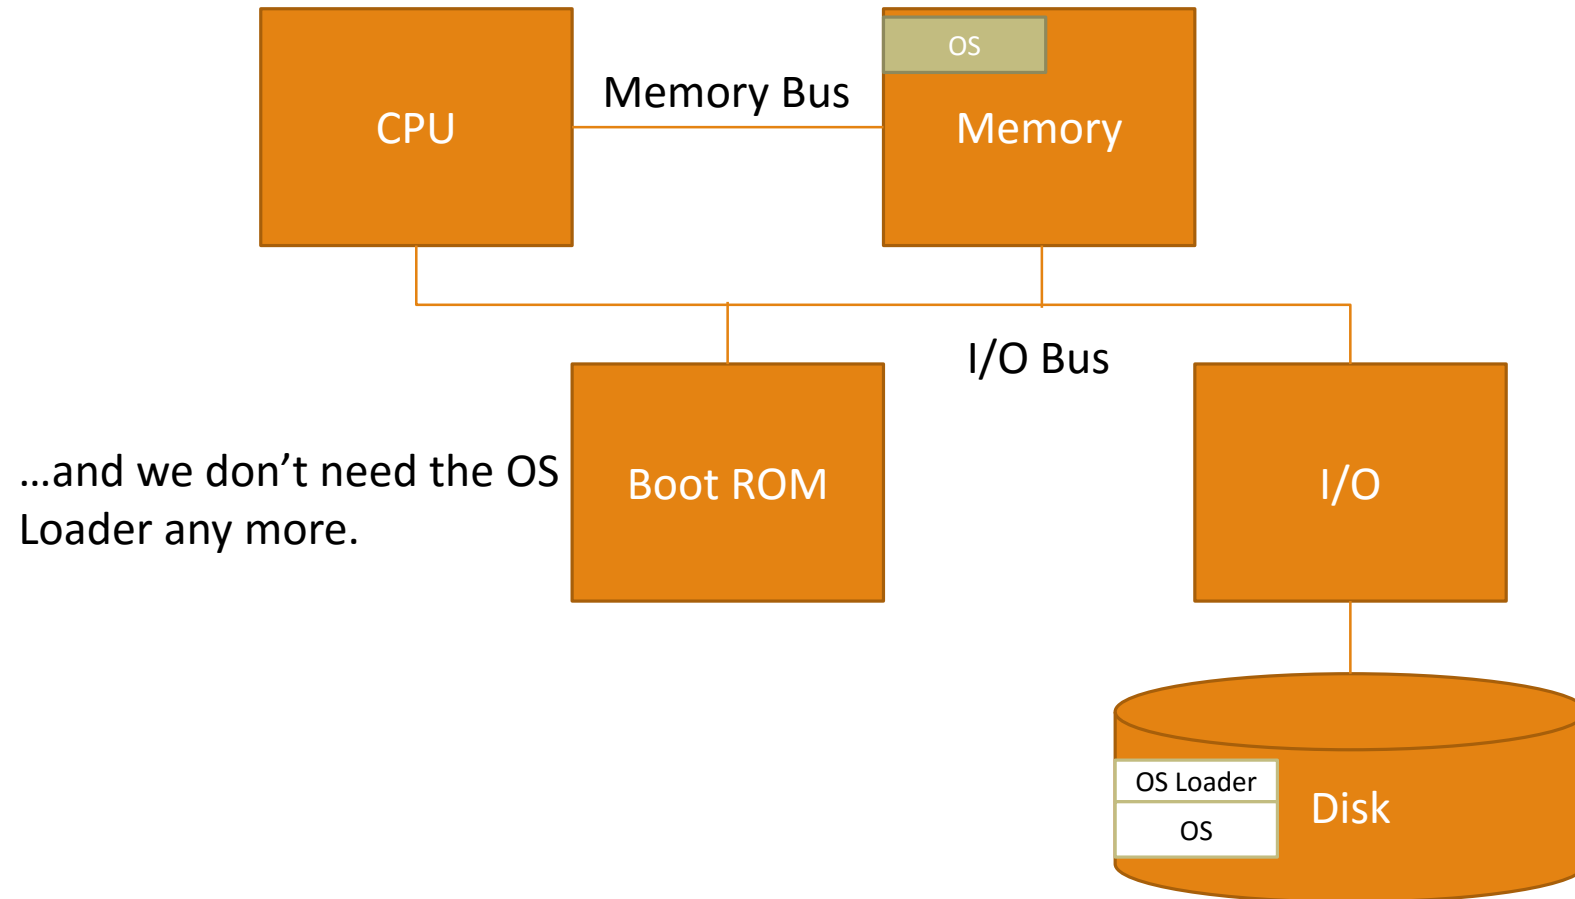 OS
Memory Bus
CPU
Memory
I/O Bus
…and we don’t need the OS
Loader any more.
Boot ROM
I/O
OS Loader
Disk
OS